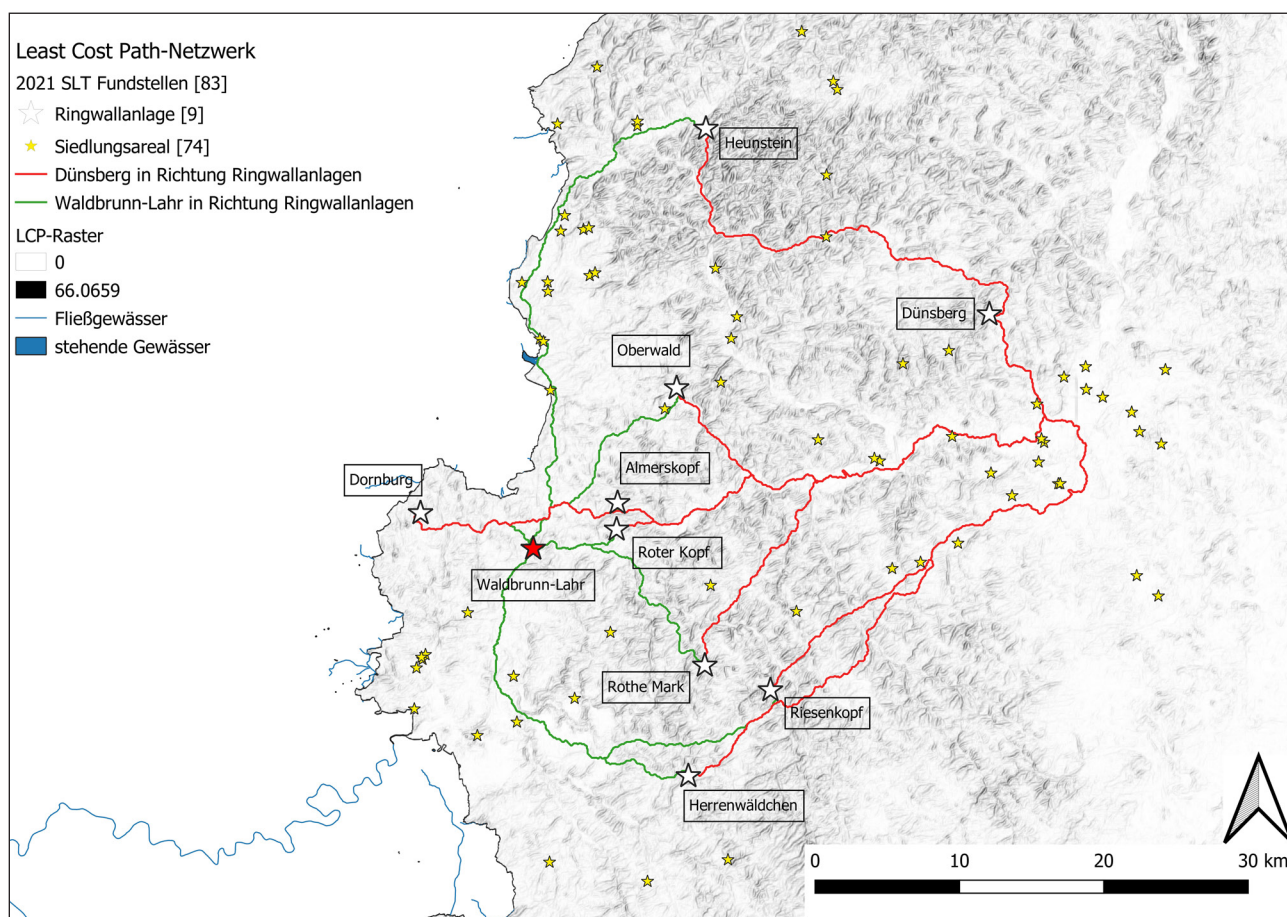 Least Cost Path-Netzwerk
2021 SLT Fundstellen [83]
Ringwallanlage [9]
Siedlungsareal [74]
Dünsberg in Richtung Ringwallanlagen
Waldbrunn-Lahr in Richtung Ringwallanlagen
LCP-Raster
0
66.0659
Fließgewässer
stehende Gewässer
Heunstein
Dünsberg
Oberwald
Almerskopf
Dornburg
Roter Kopf
Waldbrunn-Lahr
Rothe Mark
Riesenkopf
Herrenwäldchen
0 10 20 30 km